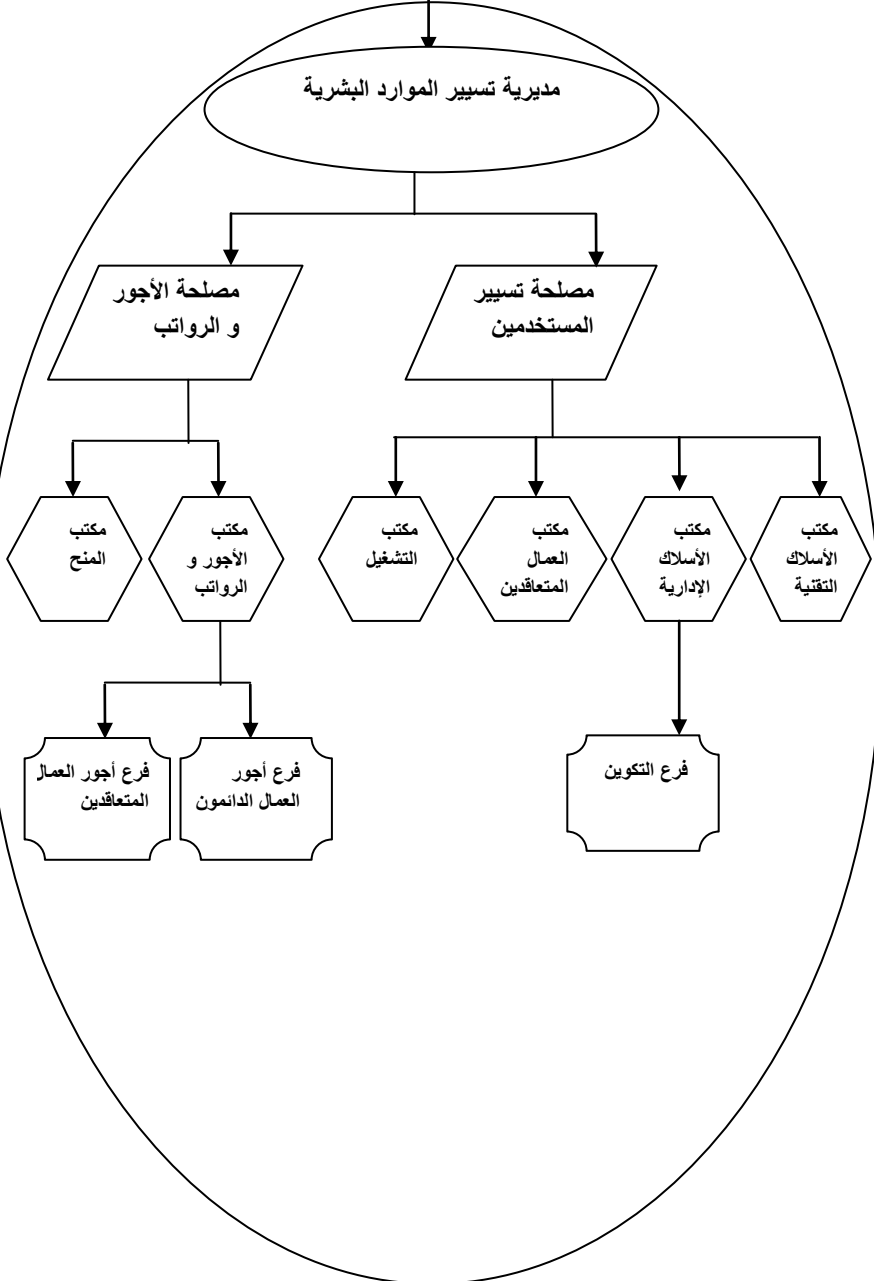 مديرية تسيير الموارد البشرية
مصلحة تسيير
المستخدمين
مصلحة الأجور
و الرواتب
مكتب
الأسلاك
التقنية
مكتب
الأسلاك
الإدارية
مكتب
العمال
المتعاقدين
مكتب
التشغيل
مكتب
الأجور و
الرواتب
مكتب
المنح
فرع التكوين
فرع أجور
العمال الدائمون
فرع أجور العمال
المتعاقدين